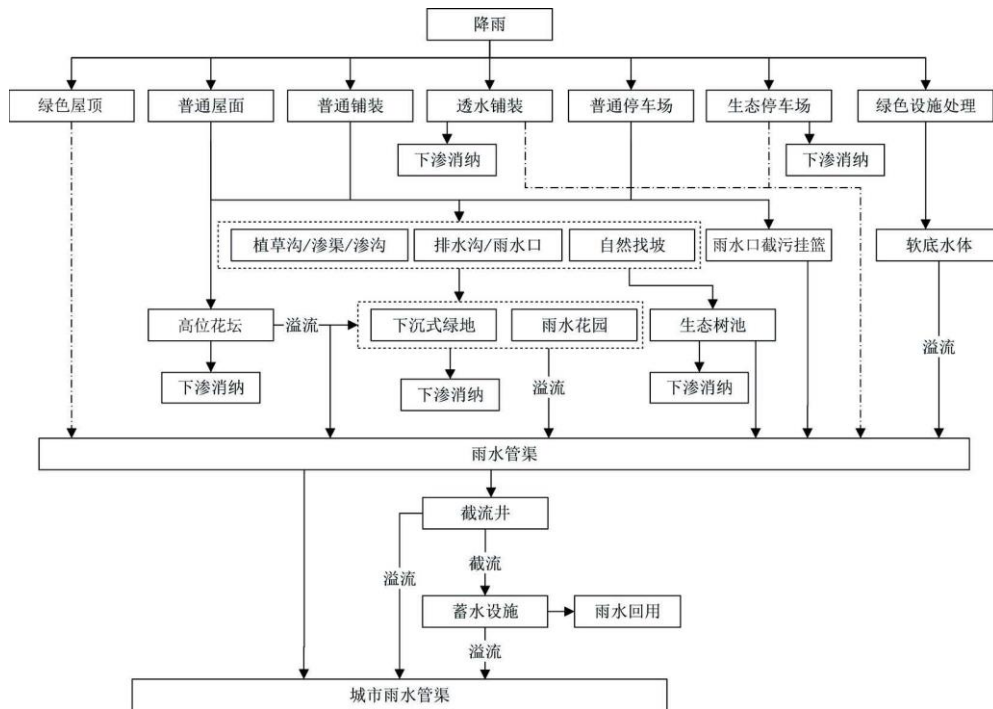 降雨
绿色屋顶
普通屋面
普通铺装
透水铺装
普通停车场
生态停车场
绿色设施处理
下渗消纳
下渗消纳
植草沟/渗渠/渗沟
排水沟/雨水口
自然找坡
雨水口截污挂篮
软底水体
高位花坛
溢流
下沉式绿地
雨水花园
生态树池
溢流
下渗消纳
下渗消纳
溢流
下渗消纳
雨水管渠
截流井
截流
溢流
蓄水设施
雨水回用
溢流
城市雨水管渠